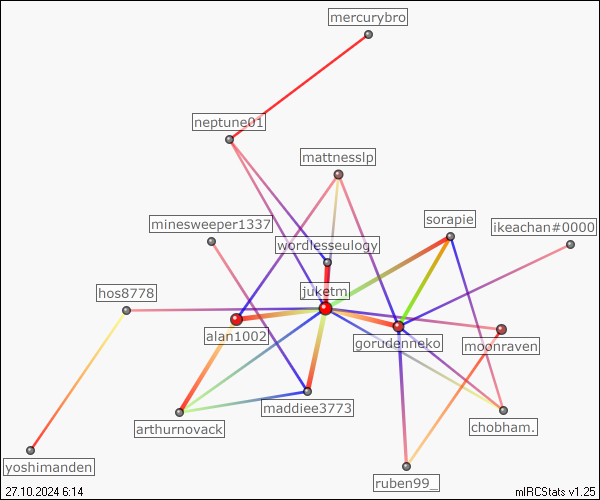 mercurybro
neptune01
mattnesslp
minesweeper1337
sorapie
ikeachan#0000
wordlesseulogy
hos8778
juketm
alan1002
gorudenneko
moonraven
maddiee3773
chobham.
arthurnovack
yoshimanden
ruben99_
27.10.2024 6:14
mIRCStats v1.25